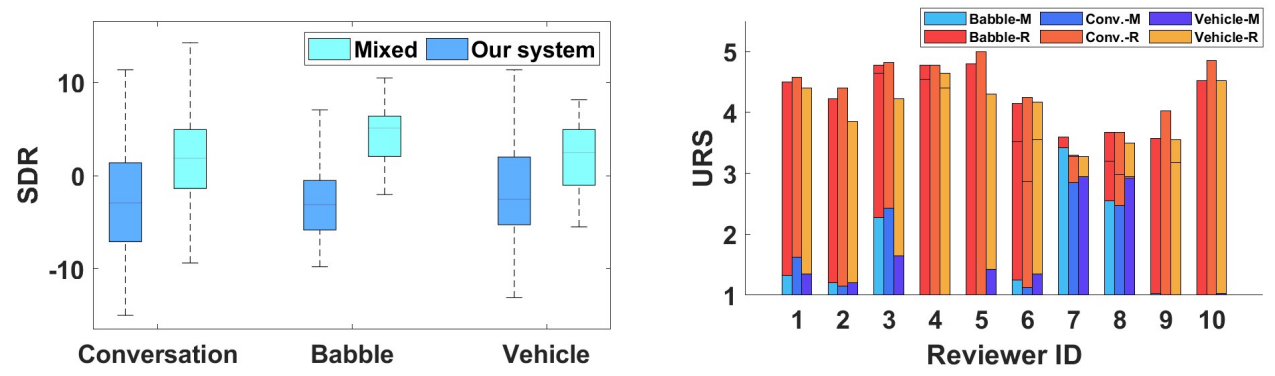 Mixed Our system
10
0
-10
SDR
Conversation Babble Vehicle
Babble-M Conv.-M Vehicle-M
Babble-R Conv.-R Vehicle-R
5
4
3
2
1
URS
1 2 3 4 5 6 7 8 9 10
Reviewer ID